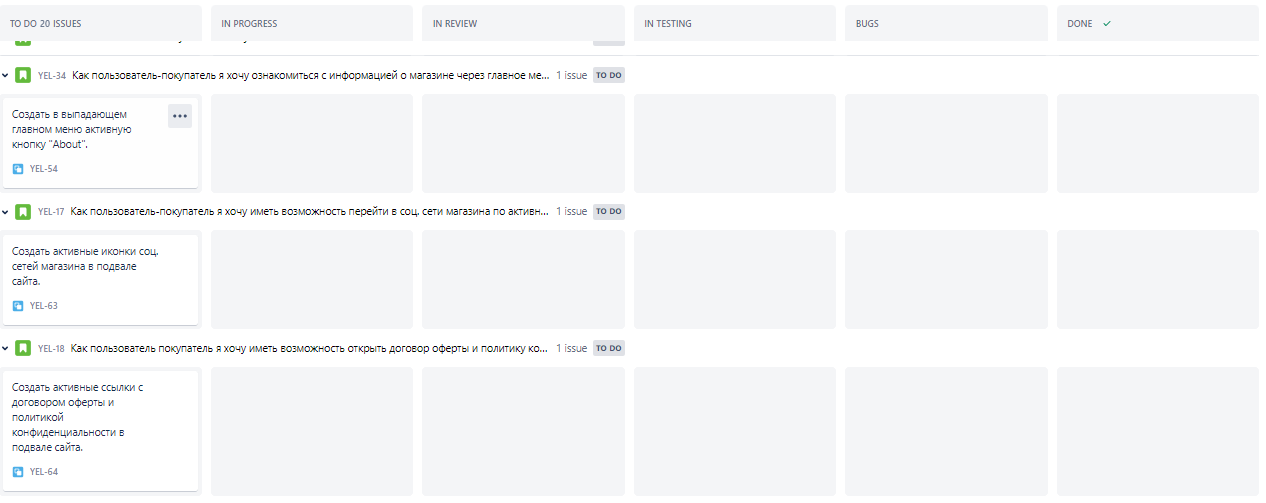 TO DO 20 ISSUES
IN PROGRESS
IN REVIEW
IN TESTING
BUGS
DONE
YEL-34 Как пользователь-покупатель я хочу ознакомиться с информацией о магазине через главное ме... 1 issue TO DO
Создать в выпадающем
главном меню активную
кнопку "About".
YEL-54
YEL-17 Как пользователь-покупатель я хочу иметь возможность перейти в соц. сети магазина по активн... 1 issue TO DO
Создать активные иконки соц.
сетей магазина в подвале
сайта.
YEL-63
YEL-18 Как пользователь покупатель я хочу иметь возможность открыть договор оферты и политику ко... 1 issue TO DO
Создать активные ссылки с
договором оферты и
политикой
конфиденциальности в
подвале сайта.
YEL-64